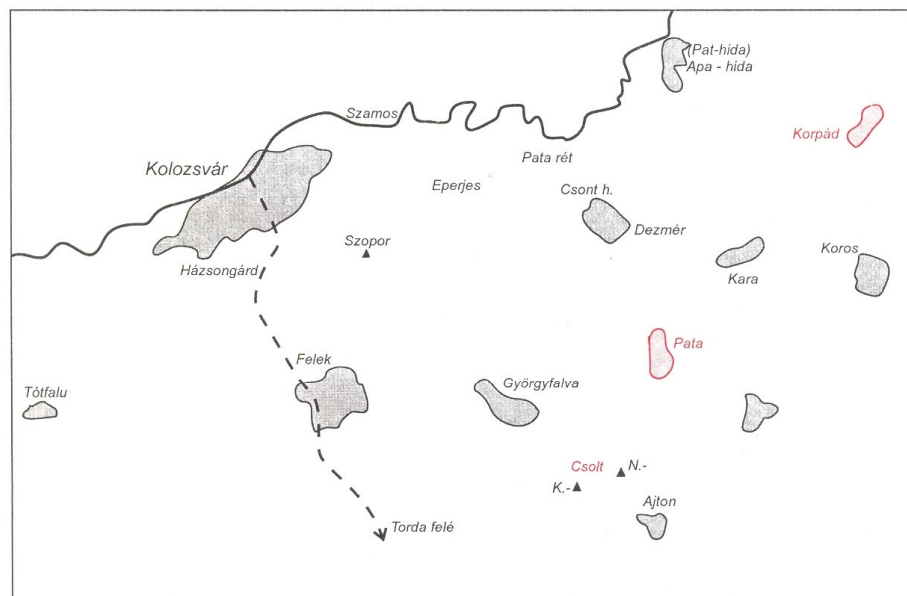 (Pat-hida)
Apa - hida
Szamos
Korpád
Kolozsvár
Pata rét
Eperjes
Csont h.
Dezmér
Szopor
Házsongárd
Kara
Koros
Pata
Felek
Györgyfalva
Tótfalu
Csolt
N.-
K.-
Ajton
Torda felé